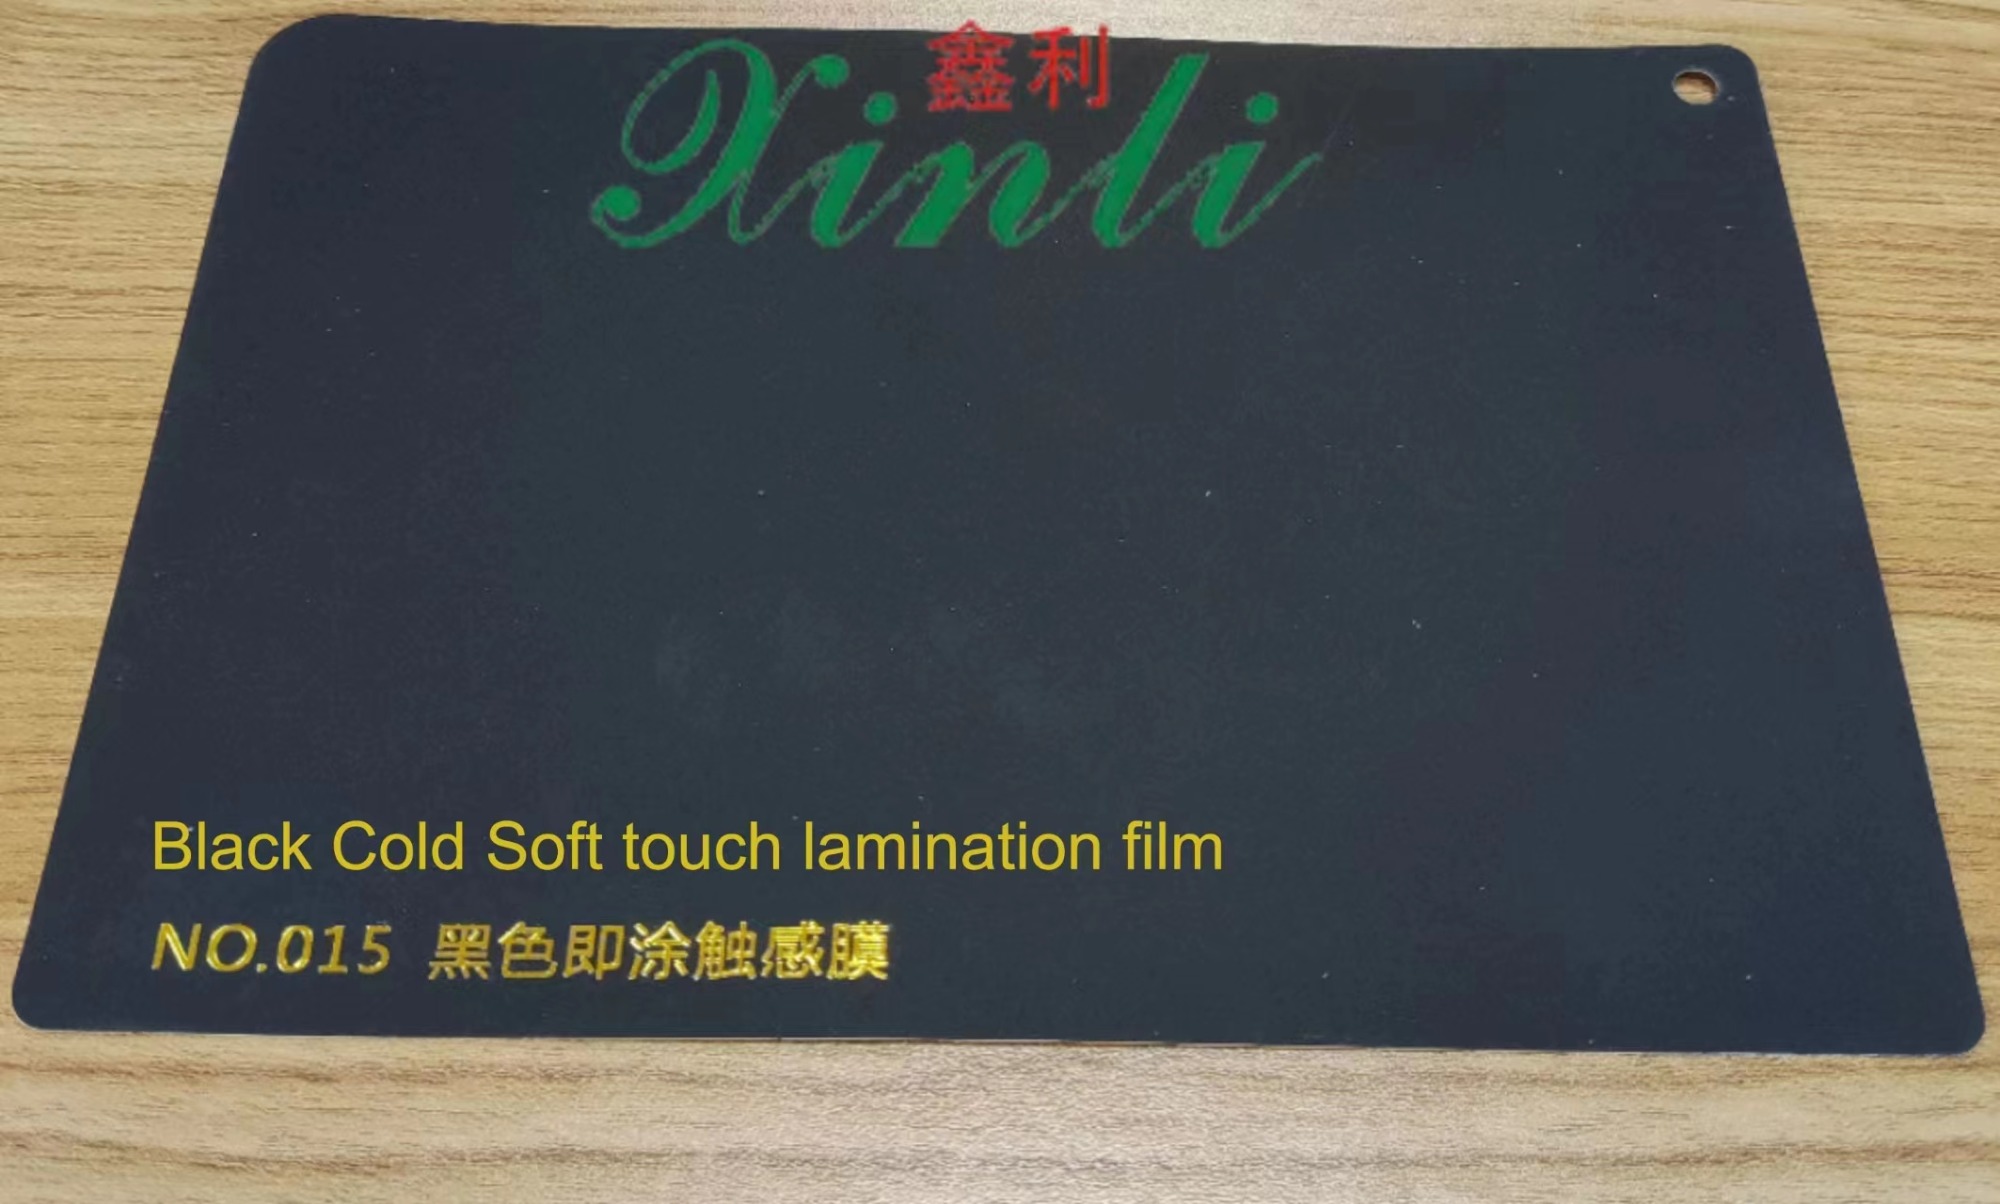 鑫利
Xinli
Black Cold Soft touch lamination film
NO.015 黑色即涂触感膜